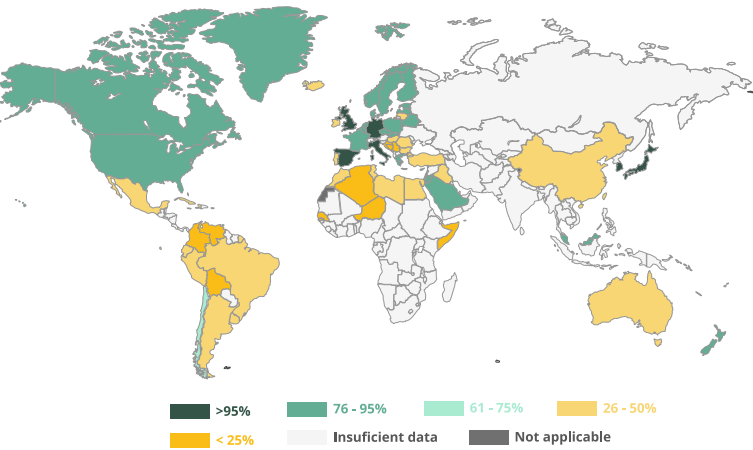 >95% 76 - 95% 61 - 75% 26 - 50%
< 25% Insuficient data Not applicable